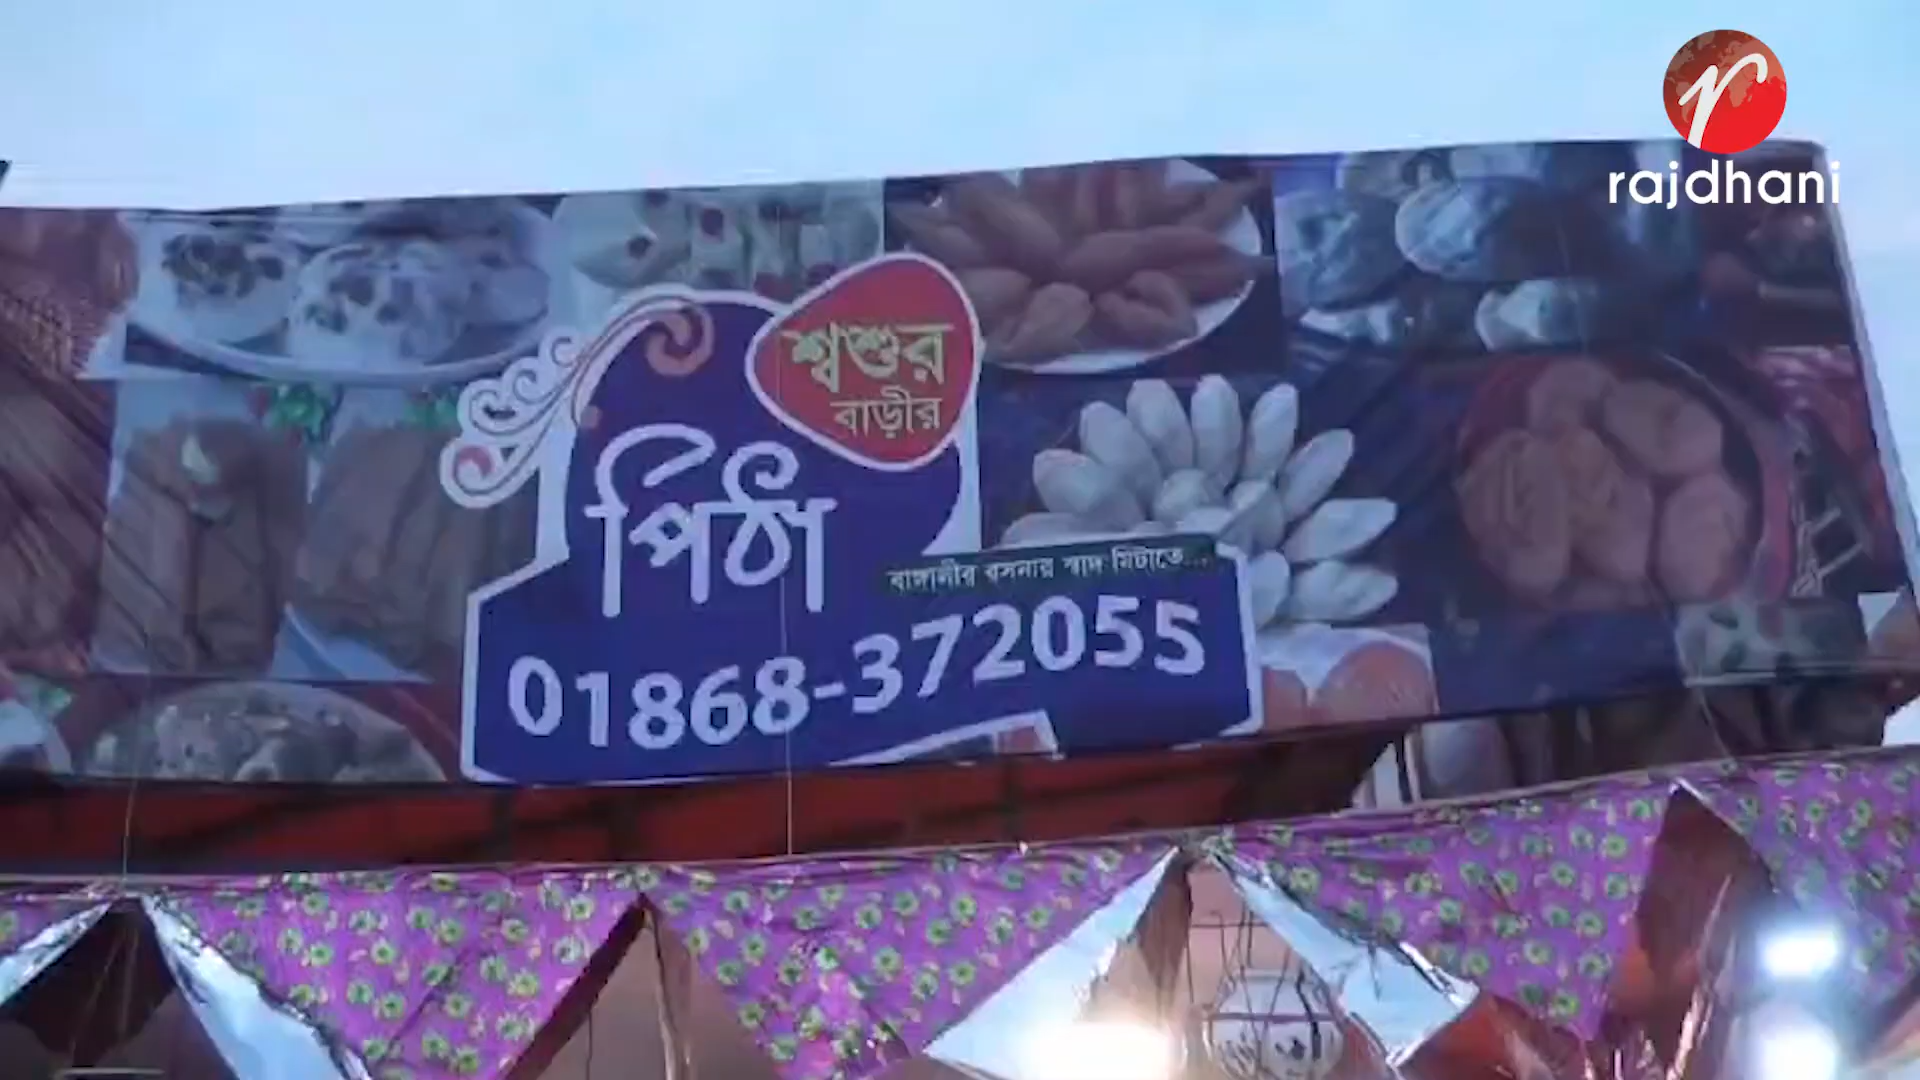 rajdhani
শ্বশুর
বাড়ীর
পিঠা
বাঙ্গালীর রসনার স্বাদ মিটাতে....
01868-372055